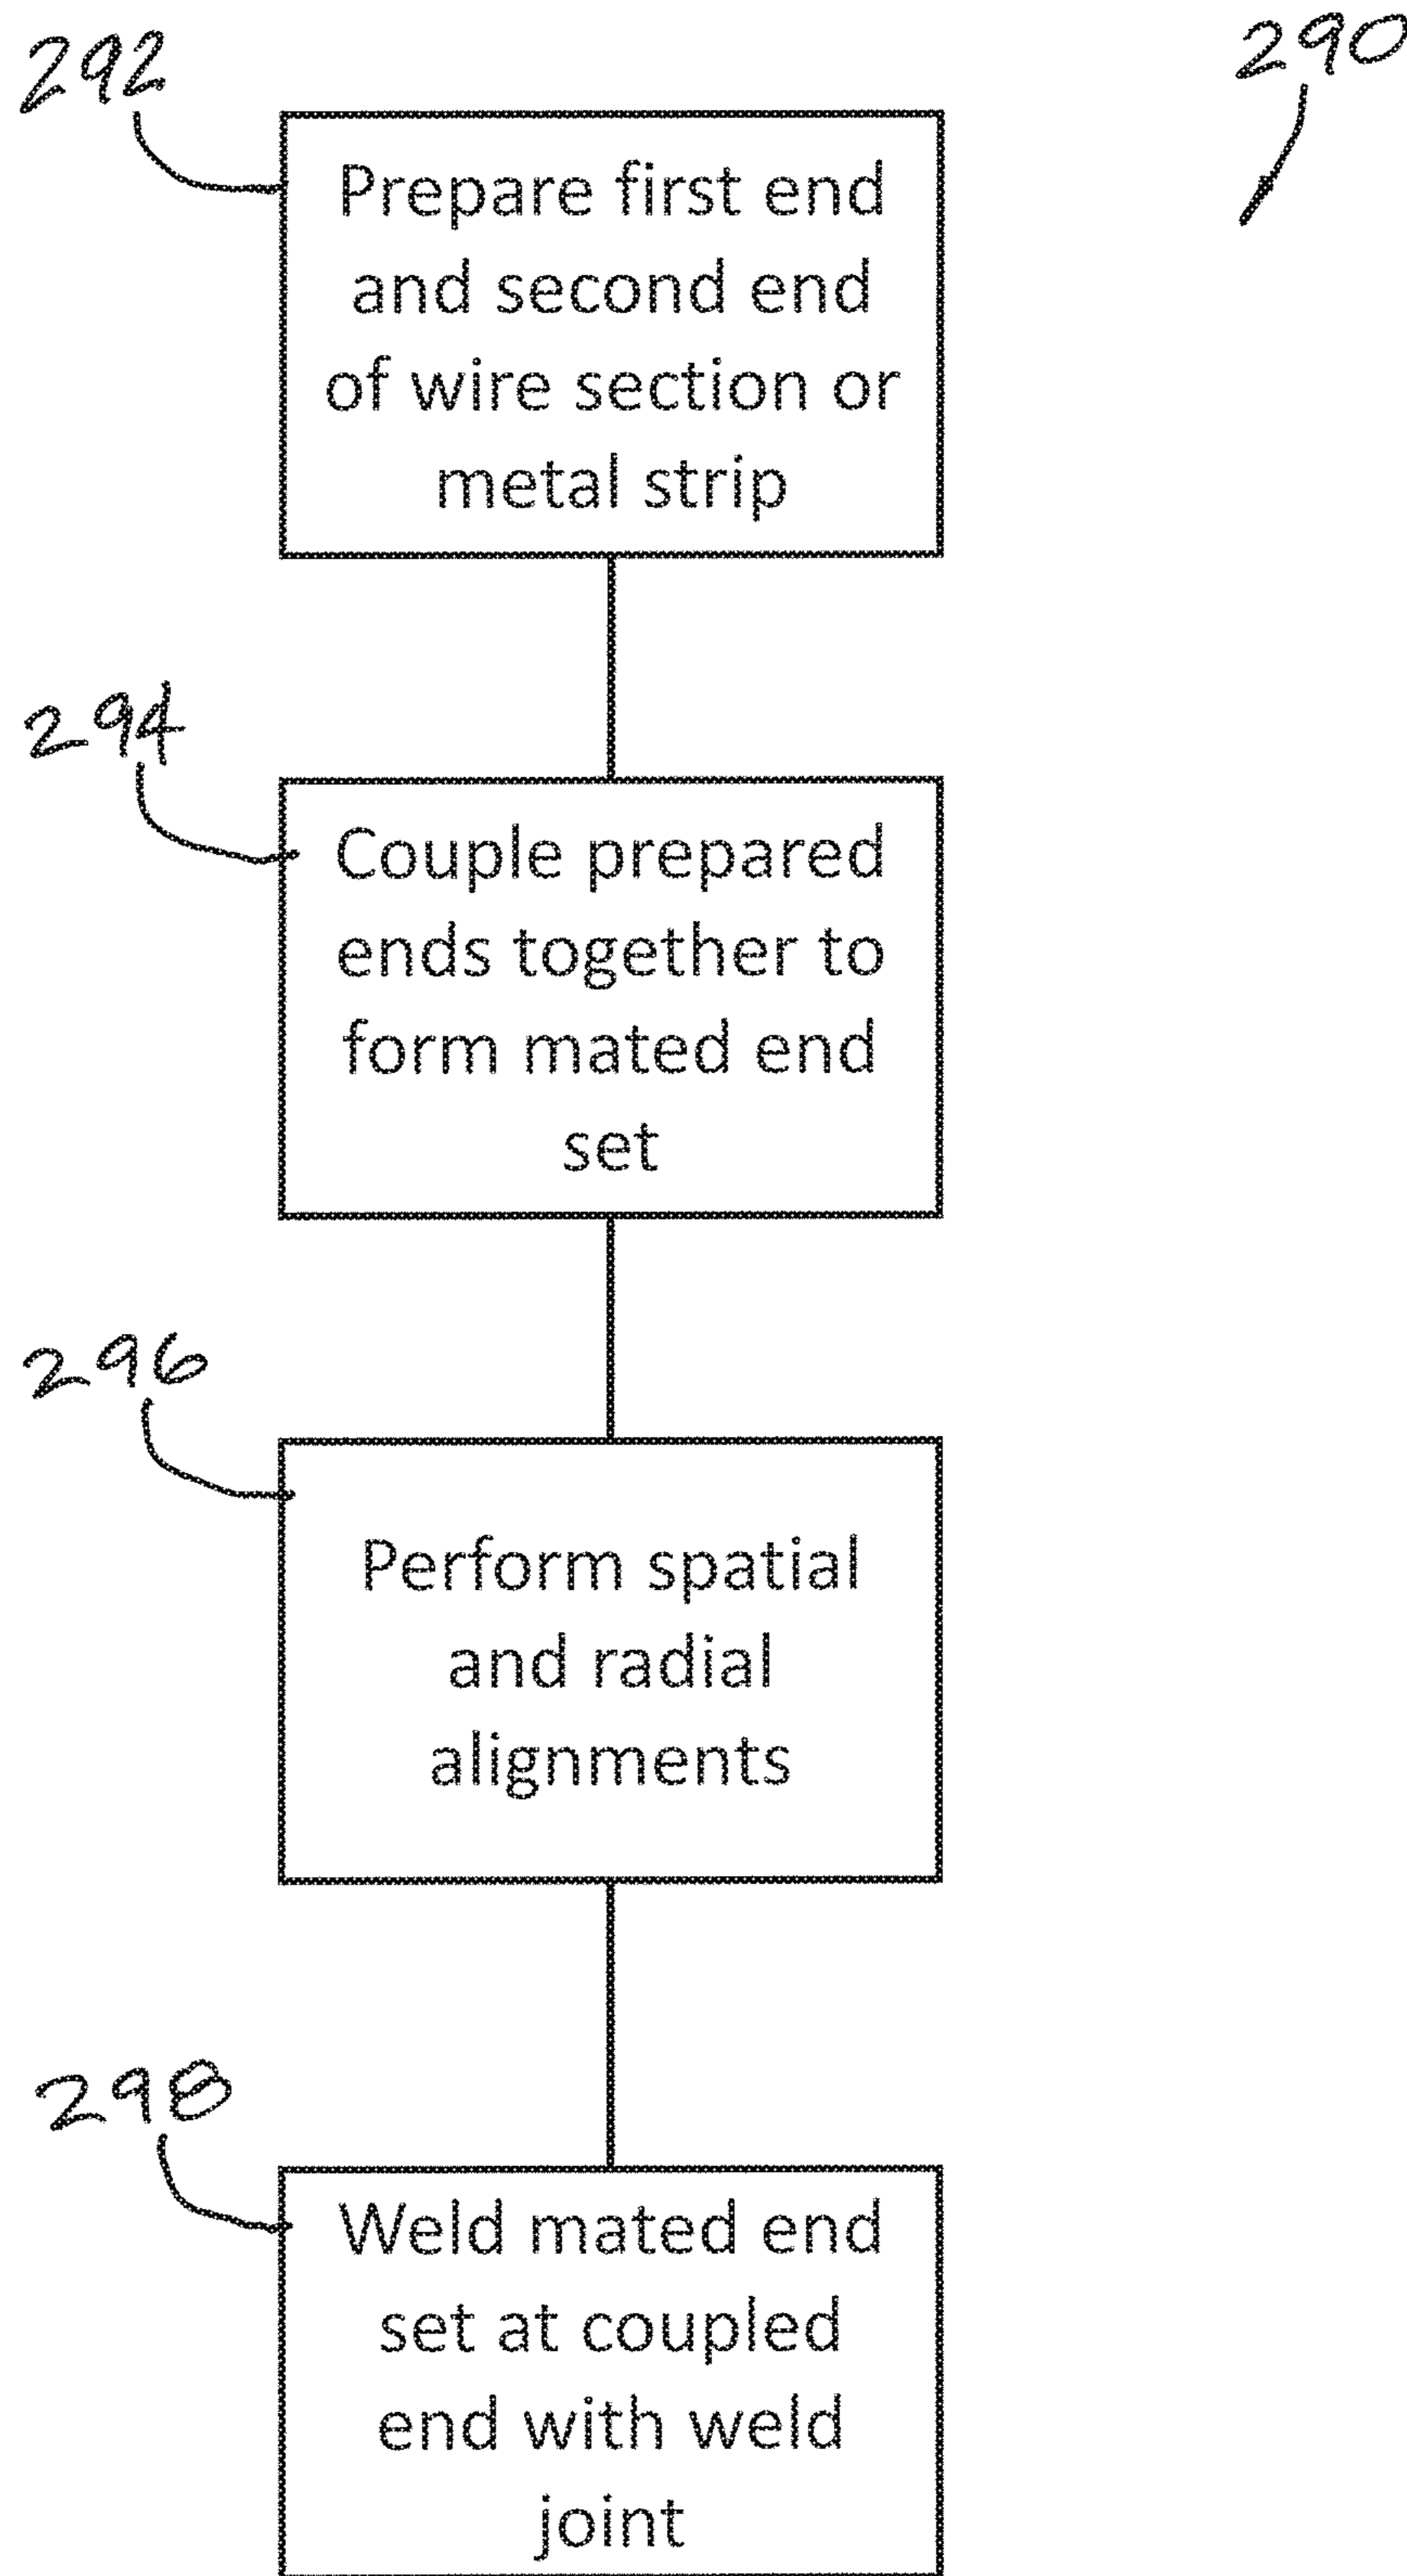 292
290
Prepare first end
and second end
of wire section or
metal strip
294
Couple prepared
ends together to
form mated end
set
296
Perform spatial
and radial
alignments
298
Weld mated end
set at coupled
end with weld
joint